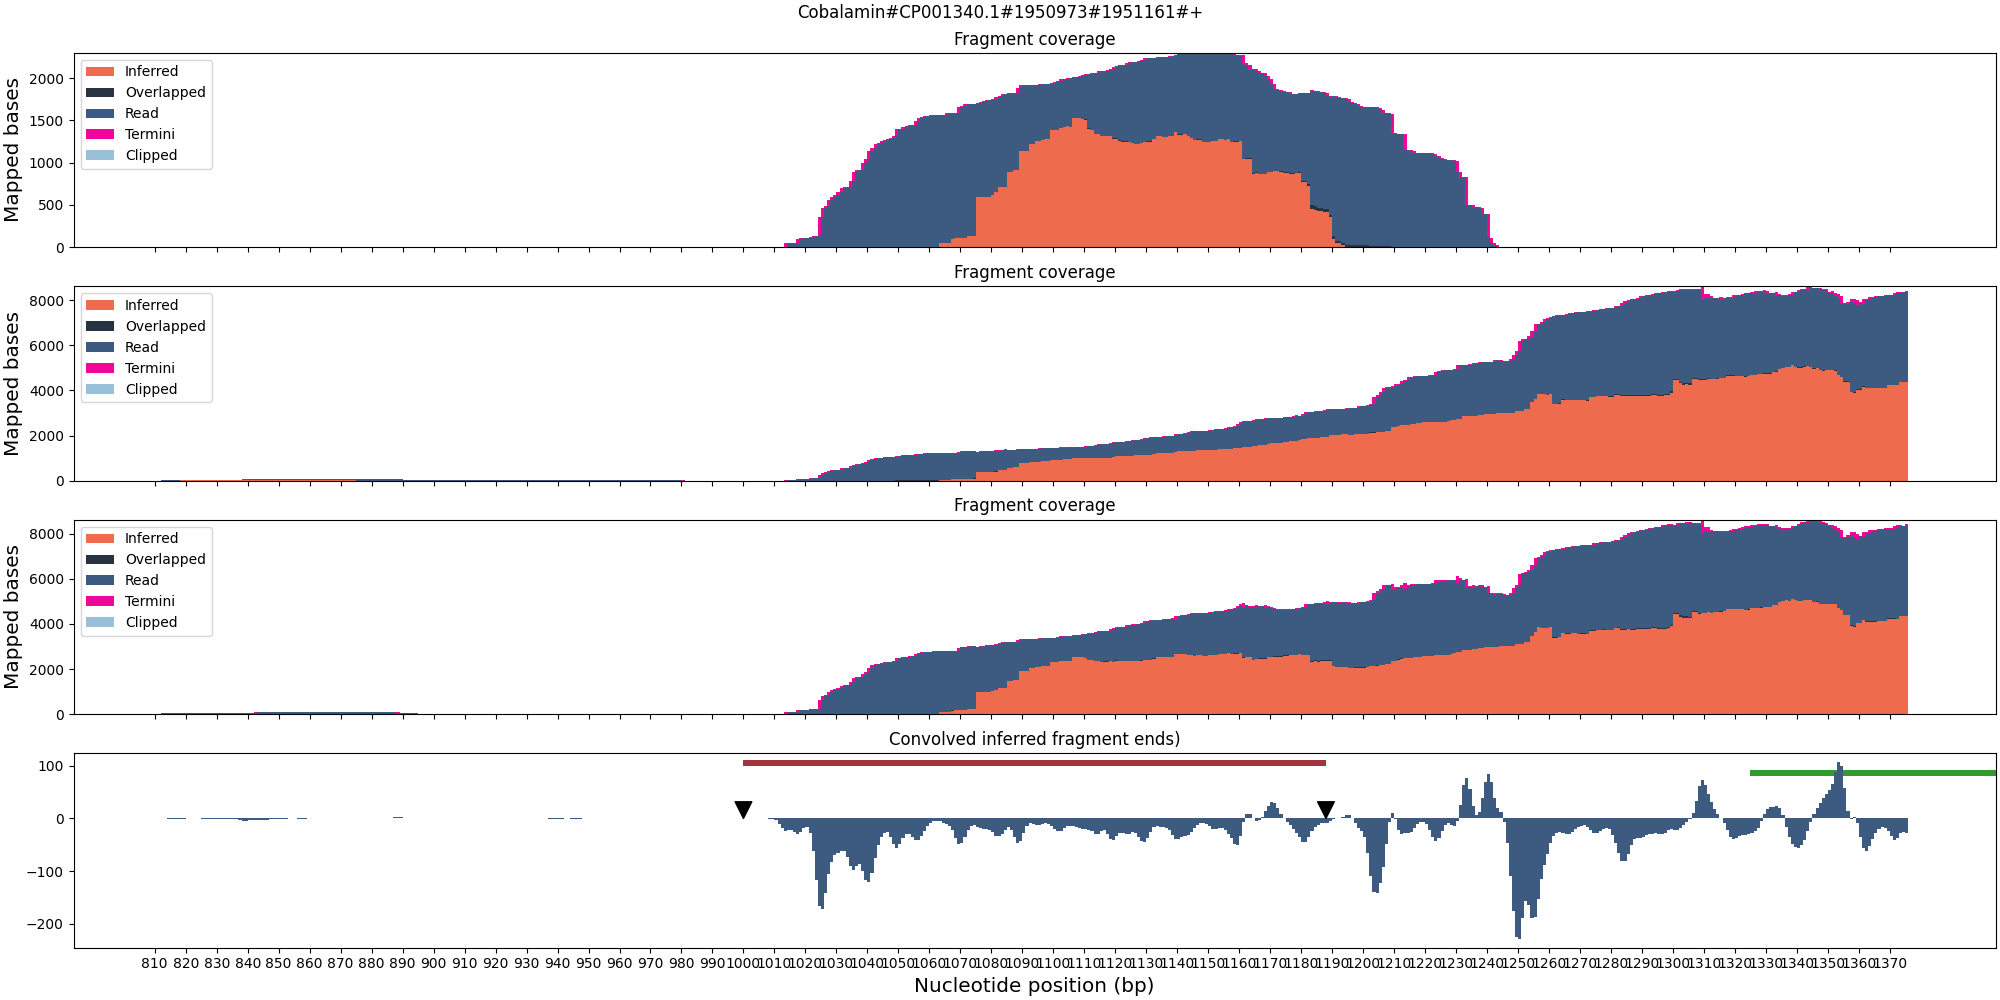 Cobalamin#CP001340.1#1950973#1951161#+
Fragment coverage
Mapped bases
2000
1500
1000
500
0
Inferred
Overlapped
Read
Termini
Clipped
Fragment coverage
Mapped bases
8000
6000
4000
2000
0
Inferred
Overlapped
Read
Termini
Clipped
Fragment coverage
Mapped bases
8000
6000
4000
2000
0
Inferred
Overlapped
Read
Termini
Clipped
Convolved inferred fragment ends)
100
0
−100
−200
810 820 830 840 850 860 870 880 890 900 910 920 930 940 950 960 970 980 990 1000 1010 1020 1030 1040 1050 1060 1070 1080 1090 1100 1110 1120 1130 1140 1150 1160 1170 1180 1190 1200 1210 1220 1230 1240 1250 1260 1270 1280 1290 1300 1310 1320 1330 1340 1350 1360 1370
Nucleotide position (bp)